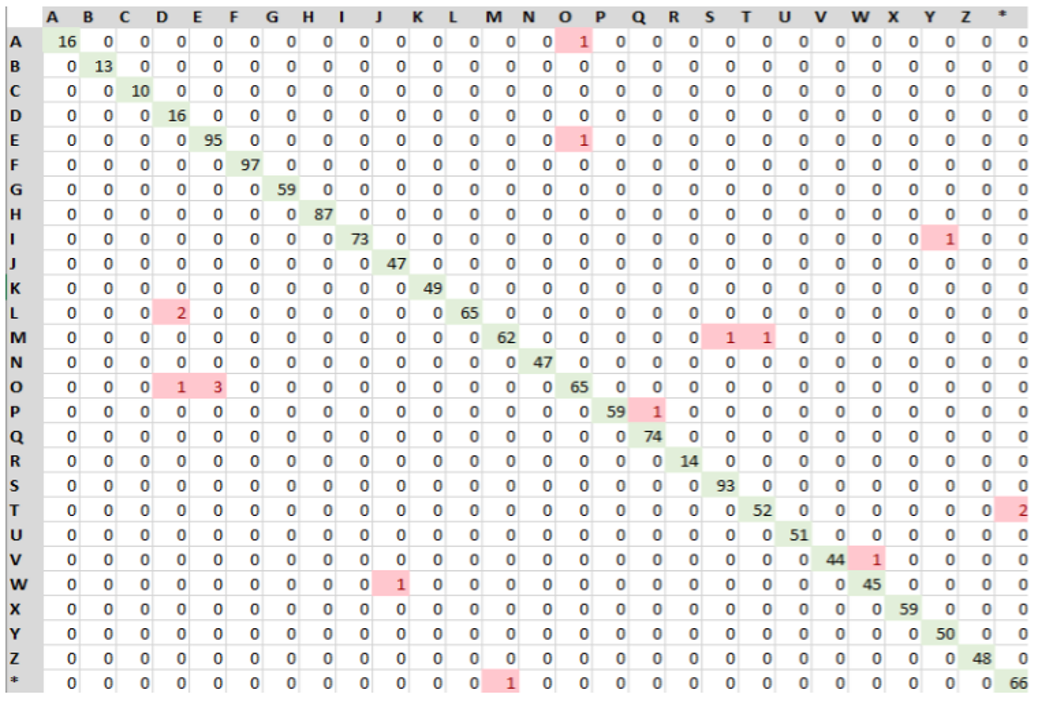 A B C D E F G H I J K L M N O P Q R S T U V W X Y Z *
A 16 0 0 0 0 0 0 0 0 0 0 0 0 0 1 0 0 0 0 0 0 0 0 0 0 0 0
B 0 13 0 0 0 0 0 0 0 0 0 0 0 0 0 0 0 0 0 0 0 0 0 0 0 0 0
C 0 0 10 0 0 0 0 0 0 0 0 0 0 0 0 0 0 0 0 0 0 0 0 0 0 0 0
D 0 0 0 16 0 0 0 0 0 0 0 0 0 0 0 0 0 0 0 0 0 0 0 0 0 0 0
E 0 0 0 0 95 0 0 0 0 0 0 0 0 0 1 0 0 0 0 0 0 0 0 0 0 0 0
F 0 0 0 0 0 97 0 0 0 0 0 0 0 0 0 0 0 0 0 0 0 0 0 0 0 0 0
G 0 0 0 0 0 0 59 0 0 0 0 0 0 0 0 0 0 0 0 0 0 0 0 0 0 0 0
H 0 0 0 0 0 0 0 87 0 0 0 0 0 0 0 0 0 0 0 0 0 0 0 0 0 0 0
I 0 0 0 0 0 0 0 0 73 0 0 0 0 0 0 0 0 0 0 0 0 0 0 0 1 0 0
J 0 0 0 0 0 0 0 0 0 47 0 0 0 0 0 0 0 0 0 0 0 0 0 0 0 0 0
K 0 0 0 0 0 0 0 0 0 0 49 0 0 0 0 0 0 0 0 0 0 0 0 0 0 0 0
L 0 0 0 2 0 0 0 0 0 0 0 65 0 0 0 0 0 0 0 0 0 0 0 0 0 0 0
M 0 0 0 0 0 0 0 0 0 0 0 0 62 0 0 0 0 0 1 1 0 0 0 0 0 0 0
N 0 0 0 0 0 0 0 0 0 0 0 0 0 47 0 0 0 0 0 0 0 0 0 0 0 0 0
O 0 0 0 1 3 0 0 0 0 0 0 0 0 0 65 0 0 0 0 0 0 0 0 0 0 0 0
P 0 0 0 0 0 0 0 0 0 0 0 0 0 0 0 59 1 0 0 0 0 0 0 0 0 0 0
Q 0 0 0 0 0 0 0 0 0 0 0 0 0 0 0 0 74 0 0 0 0 0 0 0 0 0 0
R 0 0 0 0 0 0 0 0 0 0 0 0 0 0 0 0 0 14 0 0 0 0 0 0 0 0 0
S 0 0 0 0 0 0 0 0 0 0 0 0 0 0 0 0 0 0 93 0 0 0 0 0 0 0 0
T 0 0 0 0 0 0 0 0 0 0 0 0 0 0 0 0 0 0 0 52 0 0 0 0 0 0 2
U 0 0 0 0 0 0 0 0 0 0 0 0 0 0 0 0 0 0 0 0 51 0 0 0 0 0 0
V 0 0 0 0 0 0 0 0 0 0 0 0 0 0 0 0 0 0 0 0 0 44 1 0 0 0 0
W 0 0 0 0 0 0 0 0 0 1 0 0 0 0 0 0 0 0 0 0 0 0 45 0 0 0 0
X 0 0 0 0 0 0 0 0 0 0 0 0 0 0 0 0 0 0 0 0 0 0 0 59 0 0 0
Y 0 0 0 0 0 0 0 0 0 0 0 0 0 0 0 0 0 0 0 0 0 0 0 0 50 0 0
Z 0 0 0 0 0 0 0 0 0 0 0 0 0 0 0 0 0 0 0 0 0 0 0 0 0 48 0
* 0 0 0 0 0 0 0 0 0 0 0 0 1 0 0 0 0 0 0 0 0 0 0 0 0 0 66